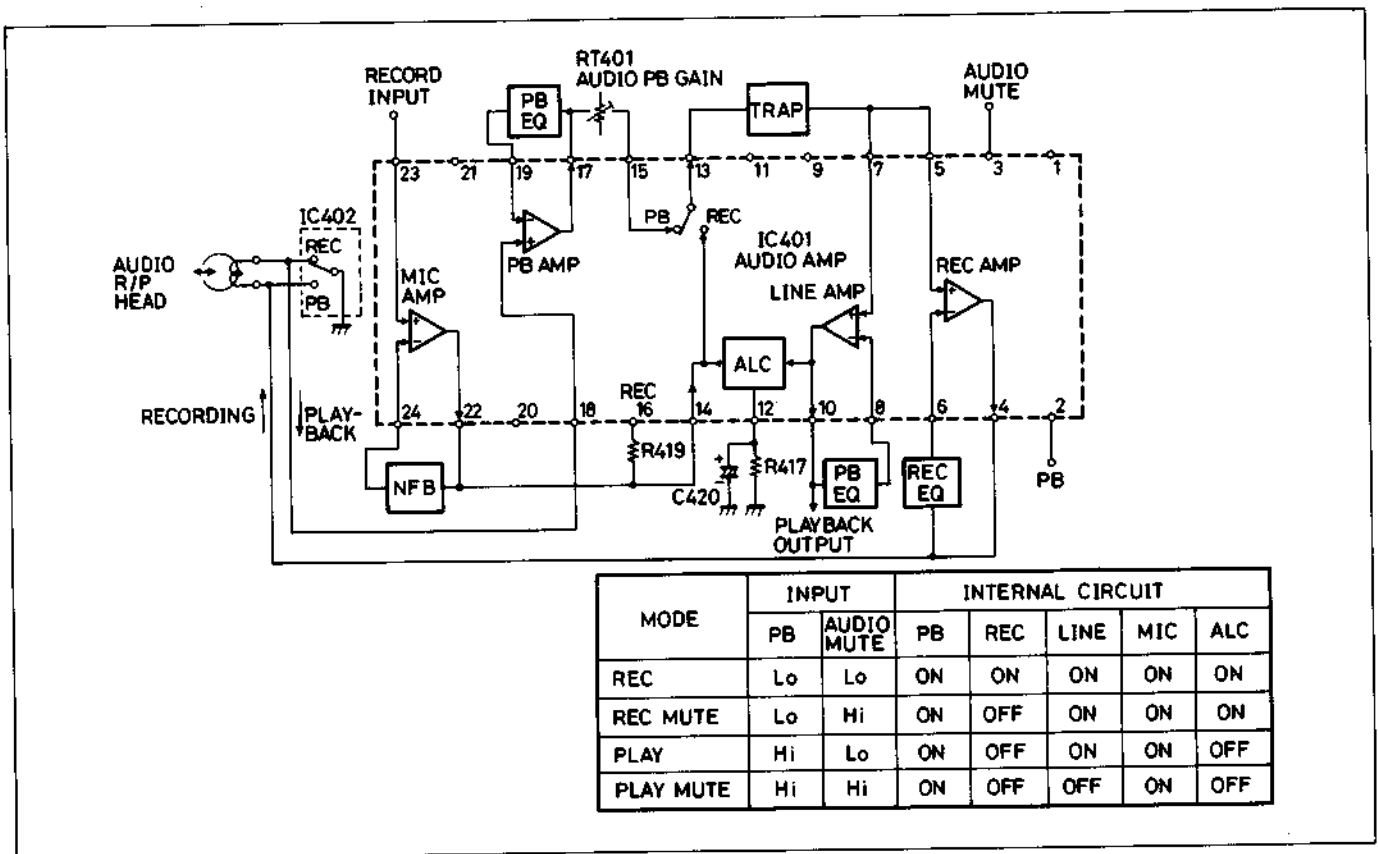 RECORD
INPUT
RT401
AUDIO PB GAIN
AUDIO
MUTE
PB
EQ
TRAP
23
21
19
17
15
13
11
9
7
5
3
1
IC402
REC
PB
AUDIO
R/P
HEAD
MIC
AMP
PB AMP
PB
REC
IC401
AUDIO AMP
LINE AMP
REC AMP
ALC
RECORDING
PLAY-
BACK
REC
24
22
20
18
16
14
12
10
8
6
4
2
NFB
R419
C420
R417
PB
EQ
REC
EQ
PB
PLAYBACK
OUTPUT
MODE INPUT INTERNAL CIRCUIT
PB AUDIO MUTE PB REC LINE MIC ALC
REC Lo Lo ON ON ON ON ON
REC MUTE Lo Hi ON OFF ON ON ON
PLAY Hi Lo ON OFF ON ON OFF
PLAY MUTE Hi Hi ON OFF OFF ON OFF